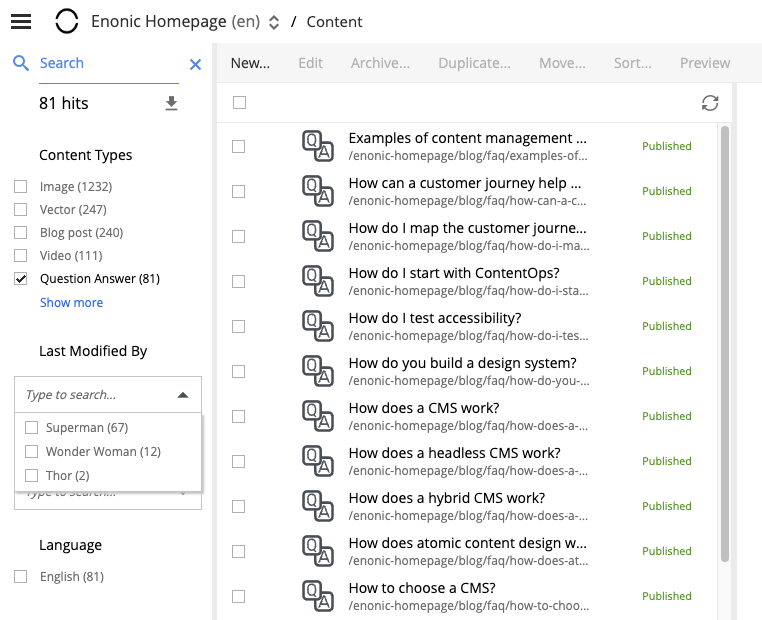 Enonic Homepage (en) / Content
Search
81 hits
Content Types
Image (1232)
Vector (247)
Blog post (240)
Video (111)
Question Answer (81)
Show more
Last Modified By
Type to search...
Superman (67)
Wonder Woman (12)
Thor (2)
Type to search...
Language
English (81)
New... Edit Archive... Duplicate... Move... Sort... Preview
Examples of content management ...
/enonic-homepage/blog/faq/examples-of...
Published
How can a customer journey help ...
/enonic-homepage/blog/faq/how-can-a-c...
Published
How do I map the customer journe...
/enonic-homepage/blog/faq/how-do-i-ma...
Published
How do I start with ContentOps?
/enonic-homepage/blog/faq/how-do-i-sta...
Published
How do I test accessibility?
/enonic-homepage/blog/faq/how-do-i-tes...
Published
How do you build a design system?
/enonic-homepage/blog/faq/how-do-you-...
Published
How does a CMS work?
/enonic-homepage/blog/faq/how-does-a-...
Published
How does a headless CMS work?
/enonic-homepage/blog/faq/how-does-a-...
Published
How does a hybrid CMS work?
/enonic-homepage/blog/faq/how-does-a-...
Published
How does atomic content design w...
/enonic-homepage/blog/faq/how-does-at...
Published
How to choose a CMS?
/enonic-homepage/blog/faq/how-to-choo...
Published